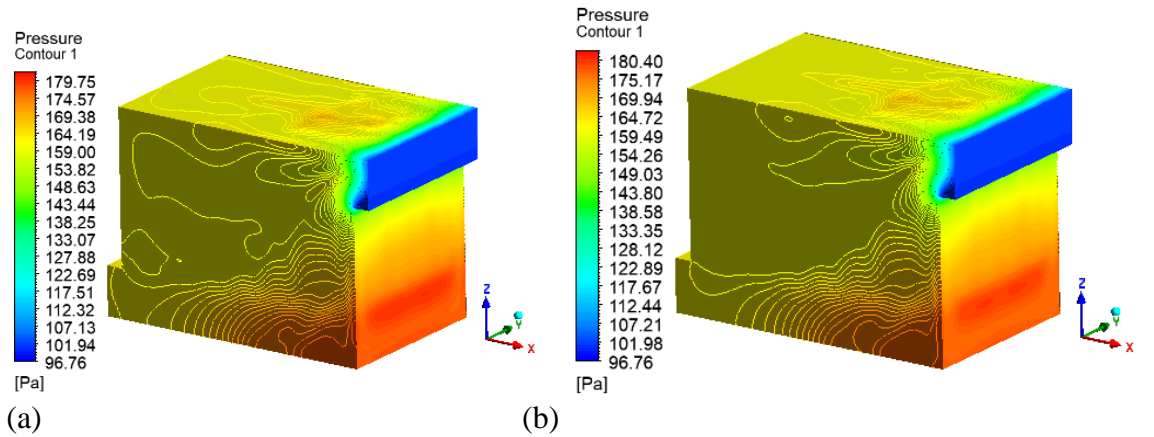 Pressure
Contour 1
179.75
174.57
169.38
164.19
159.00
153.82
148.63
143.44
138.25
133.07
127.88
122.69
117.51
112.32
107.13
101.94
96.76
[Pa]
Z
Y
X
(a)
Pressure
Contour 1
180.40
175.17
169.94
164.72
159.49
154.26
149.03
143.80
138.58
133.35
128.12
122.89
117.67
112.44
107.21
101.98
96.76
[Pa]
Z
Y
X
(b)